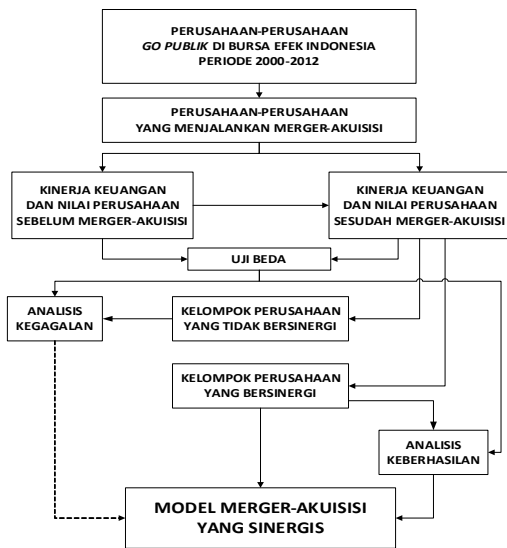 PERUSAHAAN-PERUSAHAAN
GO PUBLIK DI BURSA EFEK INDONESIA
PERIODE 2000-2012
PERUSAHAAN-PERUSAHAAN
YANG MENJALANKAN MERGER-AKUISISI
KINERJA KEUANGAN
DAN NILAI PERUSAHAAN
SEBELUM MERGER-AKUISISI
KINERJA KEUANGAN
DAN NILAI PERUSAHAAN
SESUDAH MERGER-AKUISISI
UJI BEDA
ANALISIS
KEGAGALAN
KELOMPOK PERUSAHAAN
YANG TIDAK BERSINERGI
KELOMPOK PERUSAHAAN
YANG BERSINERGI
ANALISIS
KEBERHASILAN
MODEL MERGER-AKUISISI
YANG SINERGIS